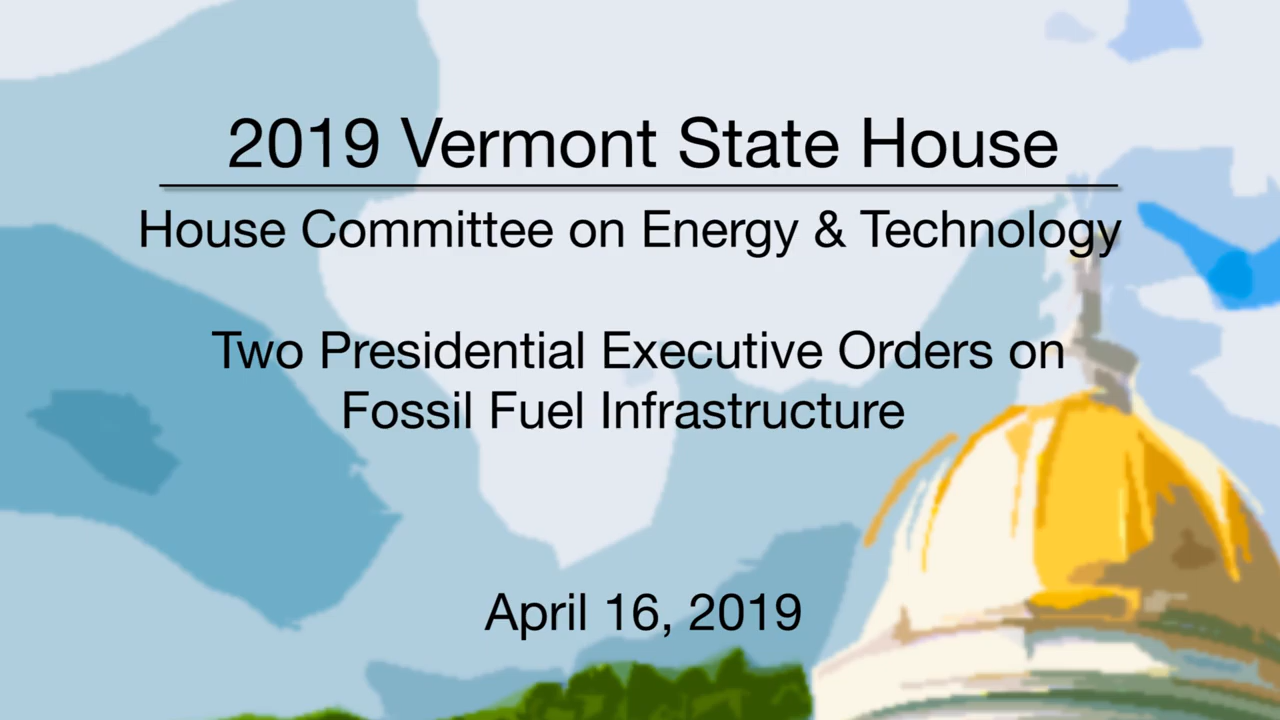 2019 Vermont State House
House Committee on Energy & Technology
Two Presidential Executive Orders on
Fossil Fuel Infrastructure
April 16, 2019